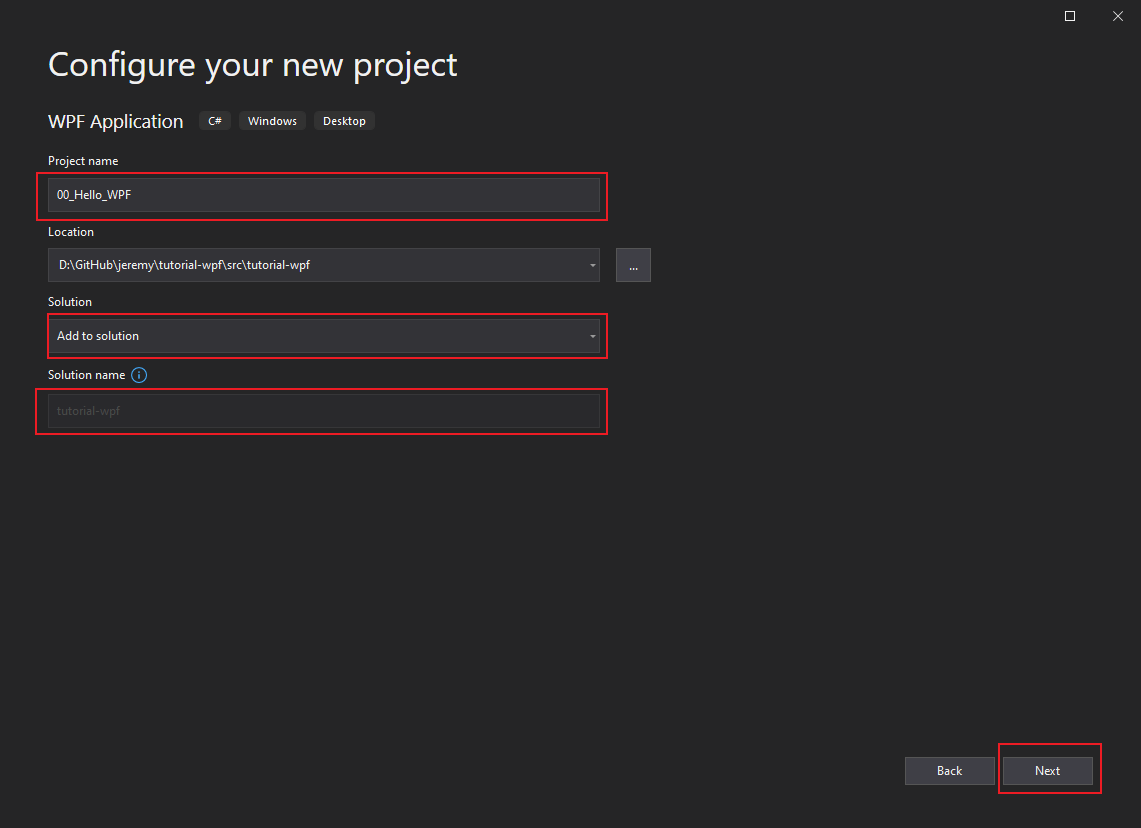 Configure your new project
WPF Application C# Windows Desktop
Project name
00_Hello_WPF
Location
D:\GitHub\jeremy\tutorial-wpf\src\tutorial-wpf
...
Solution
Add to solution
Solution name
tutorial-wpf
Back Next